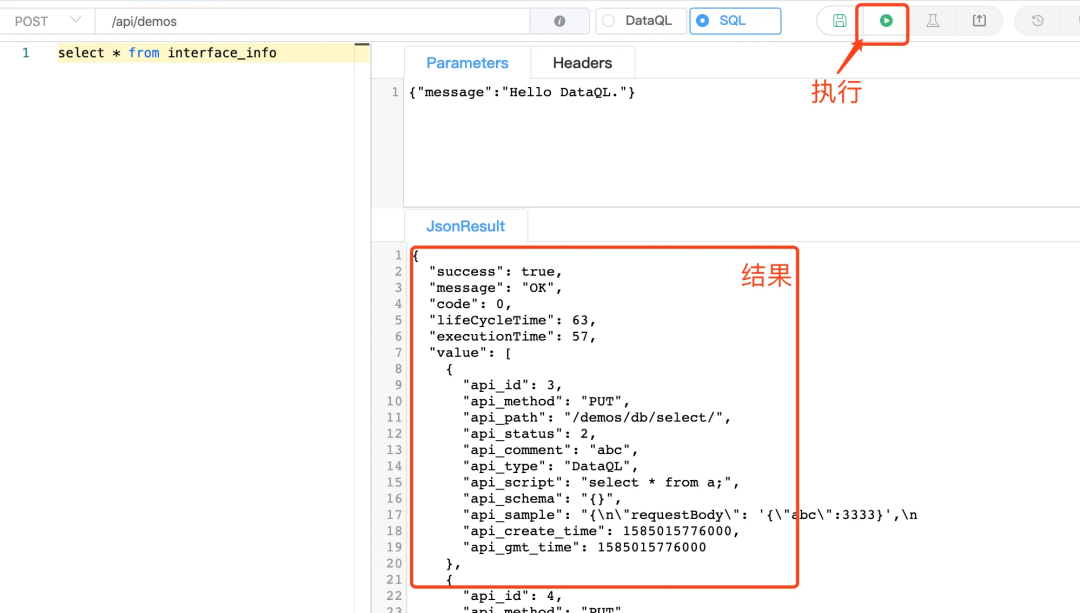 POST /api/demos DataQL SQL
1 select * from interface_info
执行
Parameters Headers
1 {"message":"Hello DataQL."}
JsonResult
结果
1 {
2 "success": true,
3 "message": "OK",
4 "code": 0,
5 "lifeCycleTime": 63,
6 "executionTime": 57,
7 "value": [
8 {
9 "api_id": 3,
10 "api_method": "PUT",
11 "api_path": "/demos/db/select/",
12 "api_status": 2,
13 "api_comment": "abc",
14 "api_type": "DataQL",
15 "api_script": "select * from a;",
16 "api_schema": "{}",
17 "api_sample": "{\n\"requestBody\": '{\"abc\":3333}',\n
18 "api_create_time": 1585015776000,
19 "api_gmt_time": 1585015776000
20 },
21 {
22 "api_id": 4,
23 "api_method": "PUT"